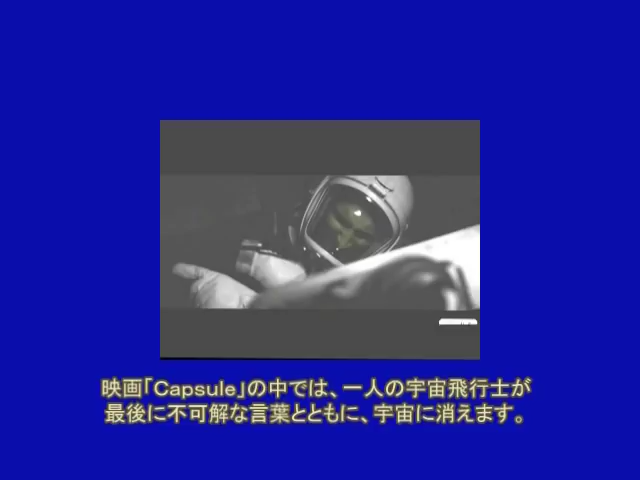 映画｢Capsule｣の中では、一人の宇宙飛行士が
最後に不可解な言葉とともに、宇宙に消えます。